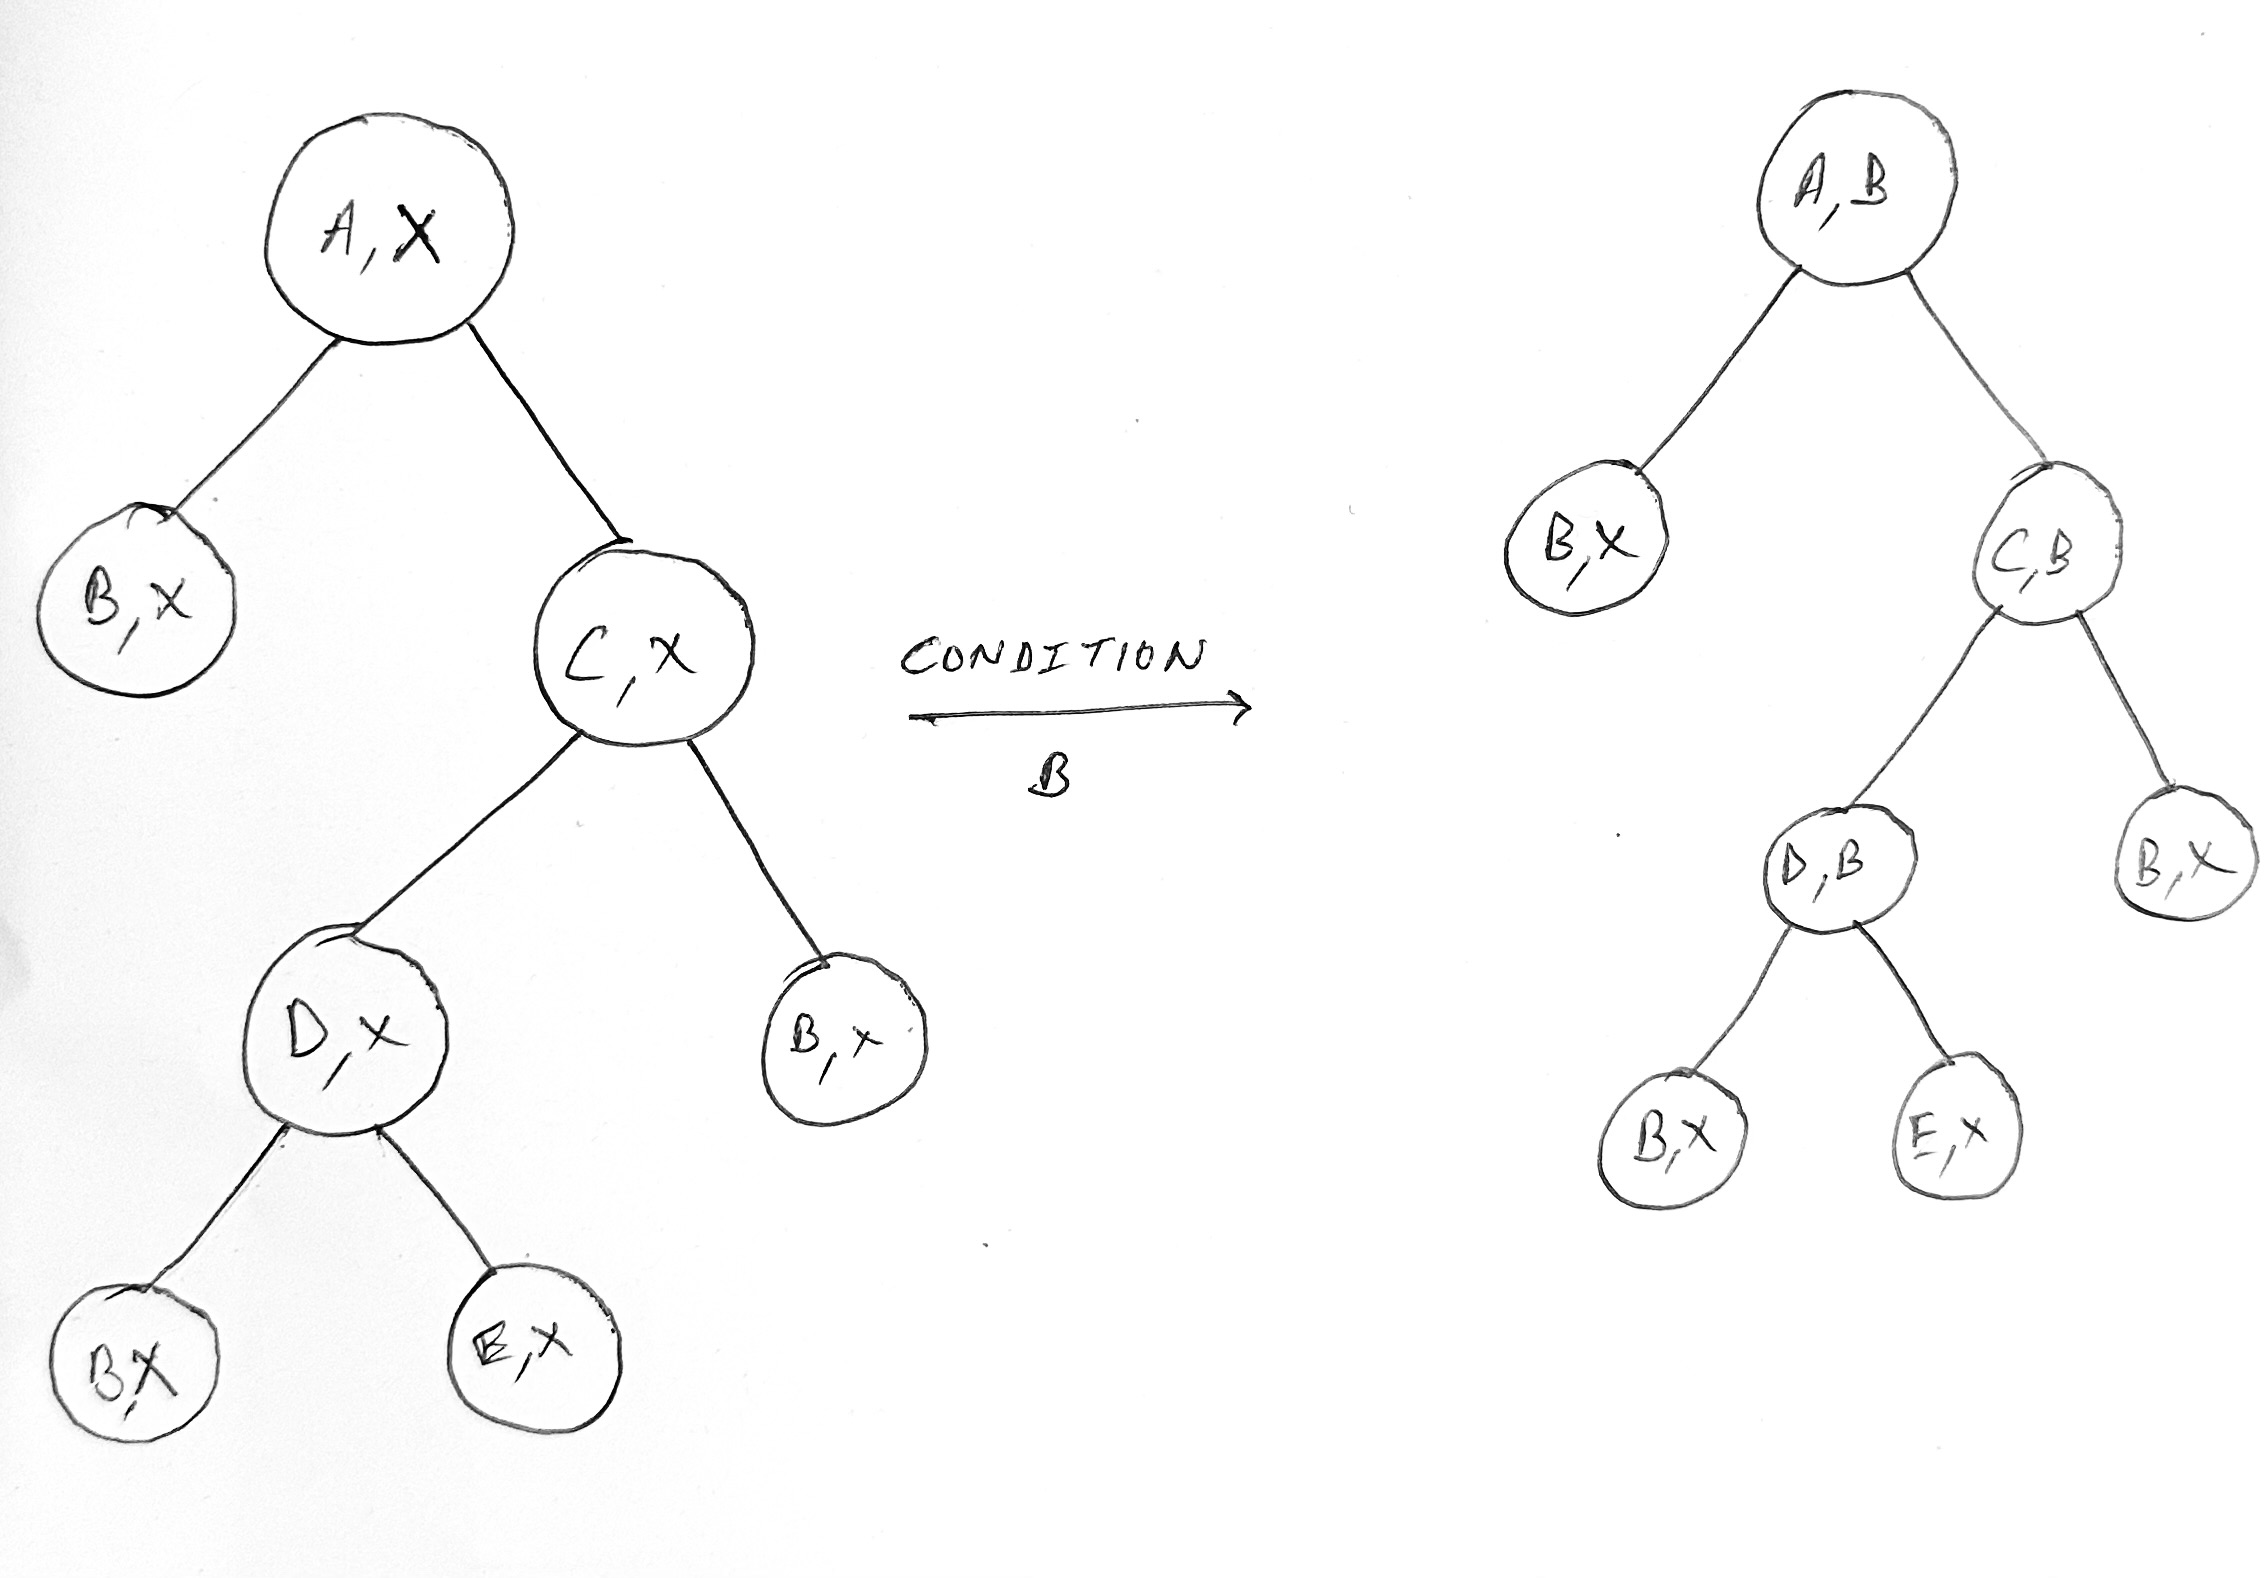 A, X
B, X
C, X
D, X
B, X
B, X
E, X
CONDITION
B
A, B
B, X
C, B
D, B
B, X
B, X
E, X